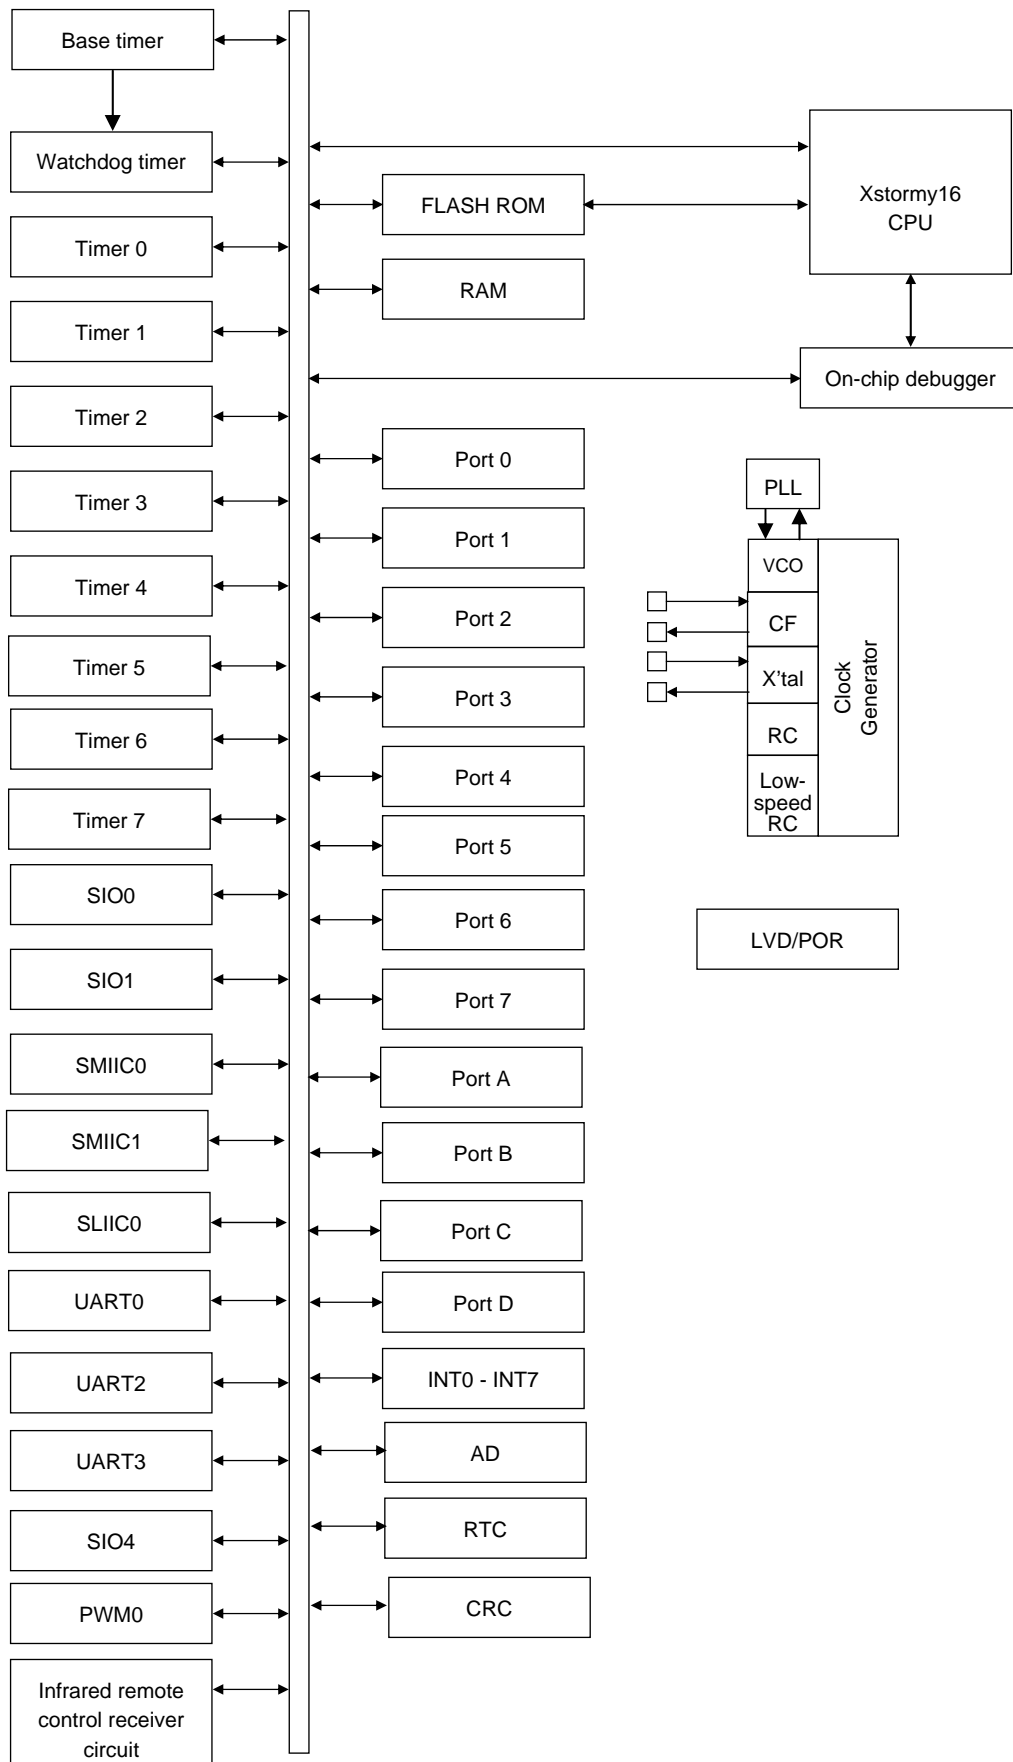 Base timer
Watchdog timer
Timer 0
Timer 1
Timer 2
Timer 3
Timer 4
Timer 5
Timer 6
Timer 7
SIO0
SIO1
SMIIC0
SMIIC1
SLIIC0
UART0
UART2
UART3
SIO4
PWM0
Infrared remote
control receiver
circuit
FLASH ROM
RAM
Port 0
Port 1
Port 2
Port 3
Port 4
Port 5
Port 6
Port 7
Port A
Port B
Port C
Port D
INT0 - INT7
AD
RTC
CRC
Xstormy16
CPU
On-chip debugger
PLL
VCO
CF
X'tal
RC
Low-
speed
RC
Clock
Generator
LVD/POR